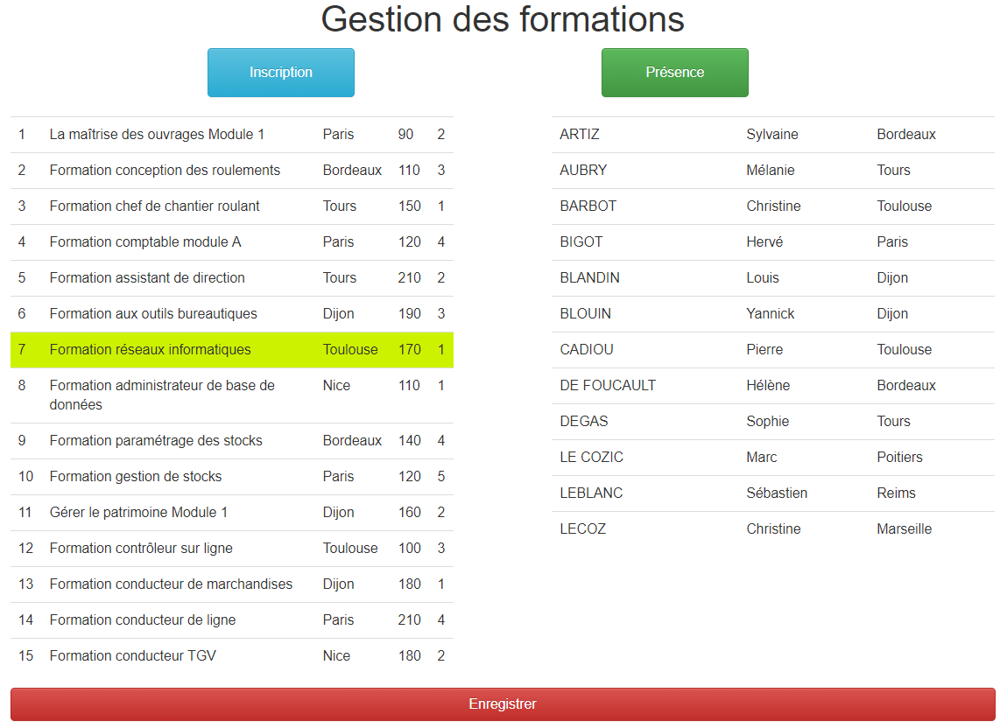 Gestion des formations
Inscription
Présence
1 La maîtrise des ouvrages Module 1 Paris 90 2
2 Formation conception des roulements Bordeaux 110 3
3 Formation chef de chantier roulant Tours 150 1
4 Formation comptable module A Paris 120 4
5 Formation assistant de direction Tours 210 2
6 Formation aux outils bureautiques Dijon 190 3
7 Formation réseaux informatiques Toulouse 170 1
8 Formation administrateur de base de Nice 110 1
données
9 Formation paramétrage des stocks Bordeaux 140 4
10 Formation gestion de stocks Paris 120 5
11 Gérer le patrimoine Module 1 Dijon 160 2
12 Formation contrôleur sur ligne Toulouse 100 3
13 Formation conducteur de marchandises Dijon 180 1
14 Formation conducteur de ligne Paris 210 4
15 Formation conducteur TGV Nice 180 2
ARTIZ Sylvaine Bordeaux
AUBRY Mélanie Tours
BARBOT Christine Toulouse
BIGOT Hervé Paris
BLANDIN Louis Dijon
BLOUIN Yannick Dijon
CADIOU Pierre Toulouse
DE FOUCAULT Hélène Bordeaux
DEGAS Sophie Tours
LE COZIC Marc Poitiers
LEBLANC Sébastien Reims
LECOZ Christine Marseille
Enregistrer